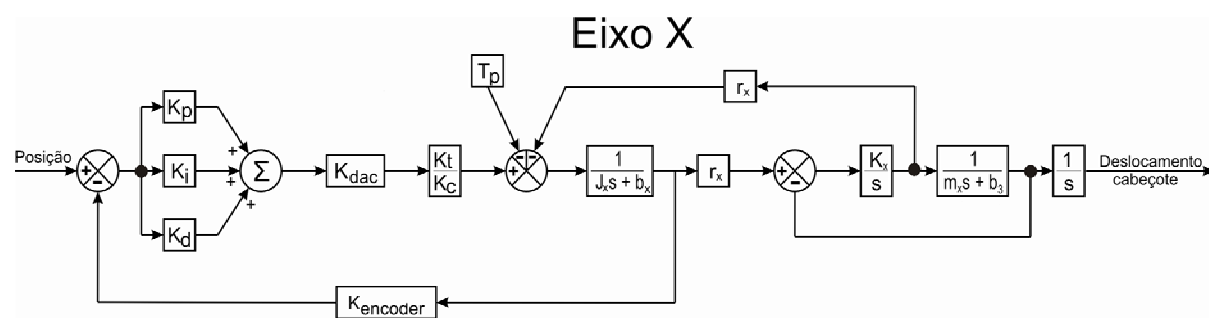 Eixo X
Tp
rx
Kp
Posição
+
-
Ki
+
+
+
Σ
Kdac
Kt
Kc
+
-
-
1
Jxs + bx
rx
+
-
Kx
s
1
mxs + b3
1
s
Deslocamento
cabeçote
Kd
Kencoder